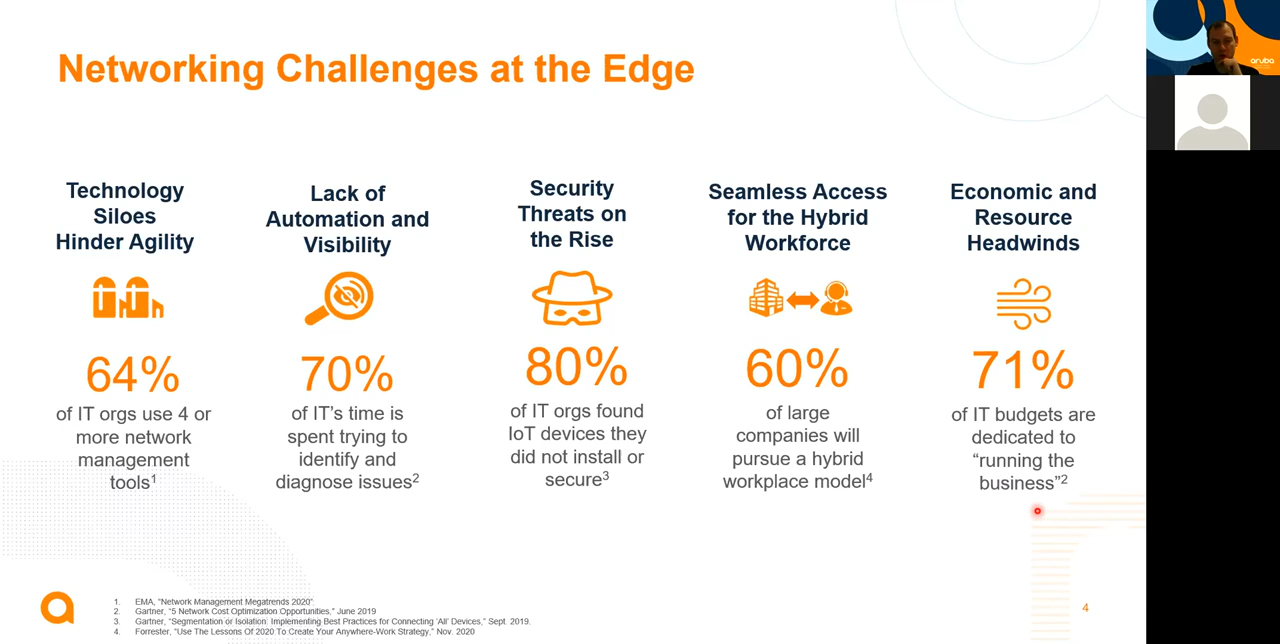 Networking Challenges at the Edge
Technology
Siloes
Hinder Agility
64%
of IT orgs use 4 or
more network
management
tools¹
Lack of
Automation and
Visibility
70%
of IT’s time is
spent trying to
identify and
diagnose issues²
Security
Threats on
the Rise
80%
of IT orgs found
IoT devices they
did not install or
secure³
Seamless Access
for the Hybrid
Workforce
60%
of large
companies will
pursue a hybrid
workplace model⁴
Economic and
Resource
Headwinds
71%
of IT budgets are
dedicated to
“running the
business”²
1. EMA, “Network Management Megatrends 2020”
2. Gartner, “5 Network Cost Optimization Opportunities,” June 2019
3. Gartner, “Segmentation or Isolation: Implementing Best Practices for Connecting ‘All’ Devices,” Sept. 2019.
4. Forrester, “Use The Lessons Of 2020 To Create Your Anywhere-Work Strategy,” Nov. 2020
4
aruba